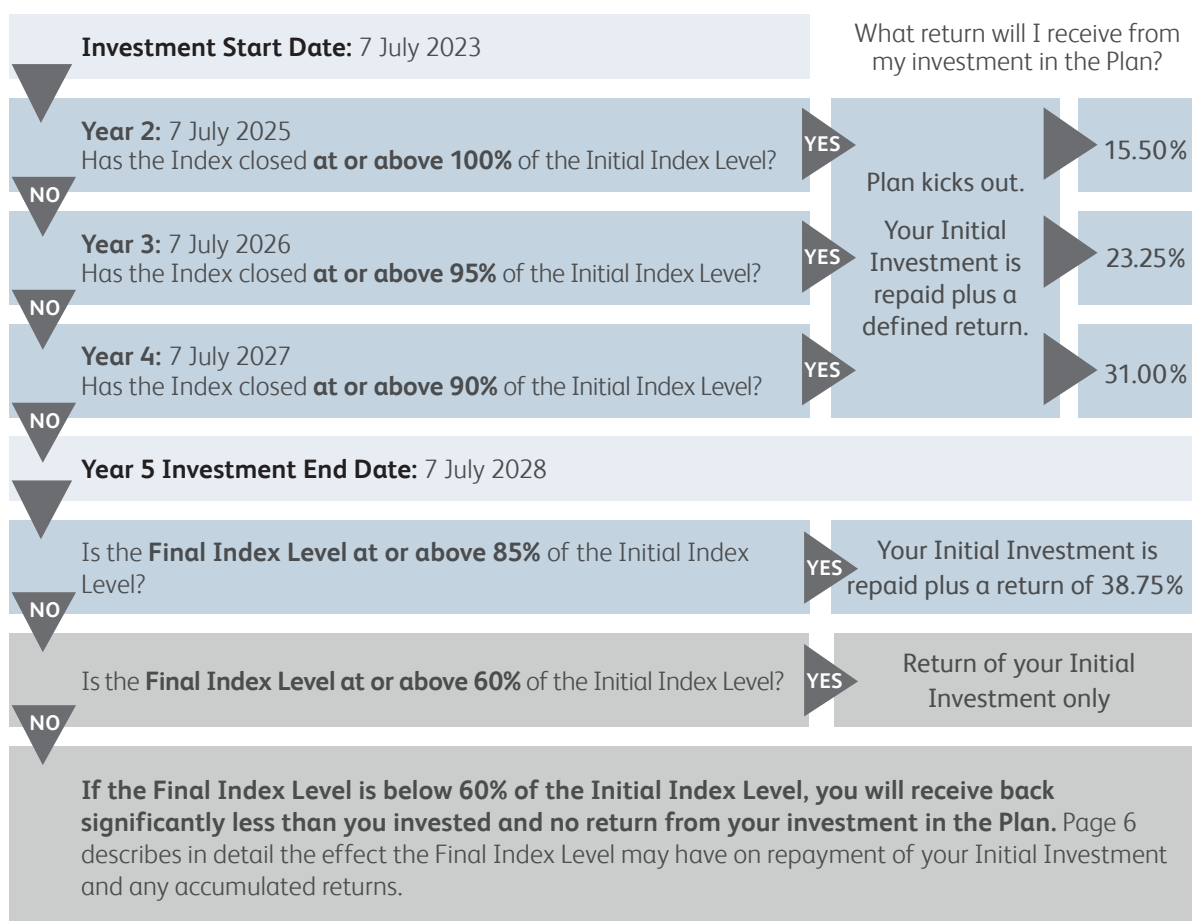 Investment Start Date: 7 July 2023
What return will I receive from
my investment in the Plan?
Year 2: 7 July 2025
Has the Index closed at or above 100% of the Initial Index Level?
YES
15.50%
NO
Plan kicks out.
Your Initial
Investment is
repaid plus a
defined return.
Year 3: 7 July 2026
Has the Index closed at or above 95% of the Initial Index Level?
YES
23.25%
NO
Year 4: 7 July 2027
Has the Index closed at or above 90% of the Initial Index Level?
YES
31.00%
NO
Year 5 Investment End Date: 7 July 2028
Is the Final Index Level at or above 85% of the Initial Index
Level?
YES
Your Initial Investment is
repaid plus a return of 38.75%
NO
Is the Final Index Level at or above 60% of the Initial Index Level?
YES
Return of your Initial
Investment only
NO
If the Final Index Level is below 60% of the Initial Index Level, you will receive back
significantly less than you invested and no return from your investment in the Plan. Page 6
describes in detail the effect the Final Index Level may have on repayment of your Initial Investment
and any accumulated returns.